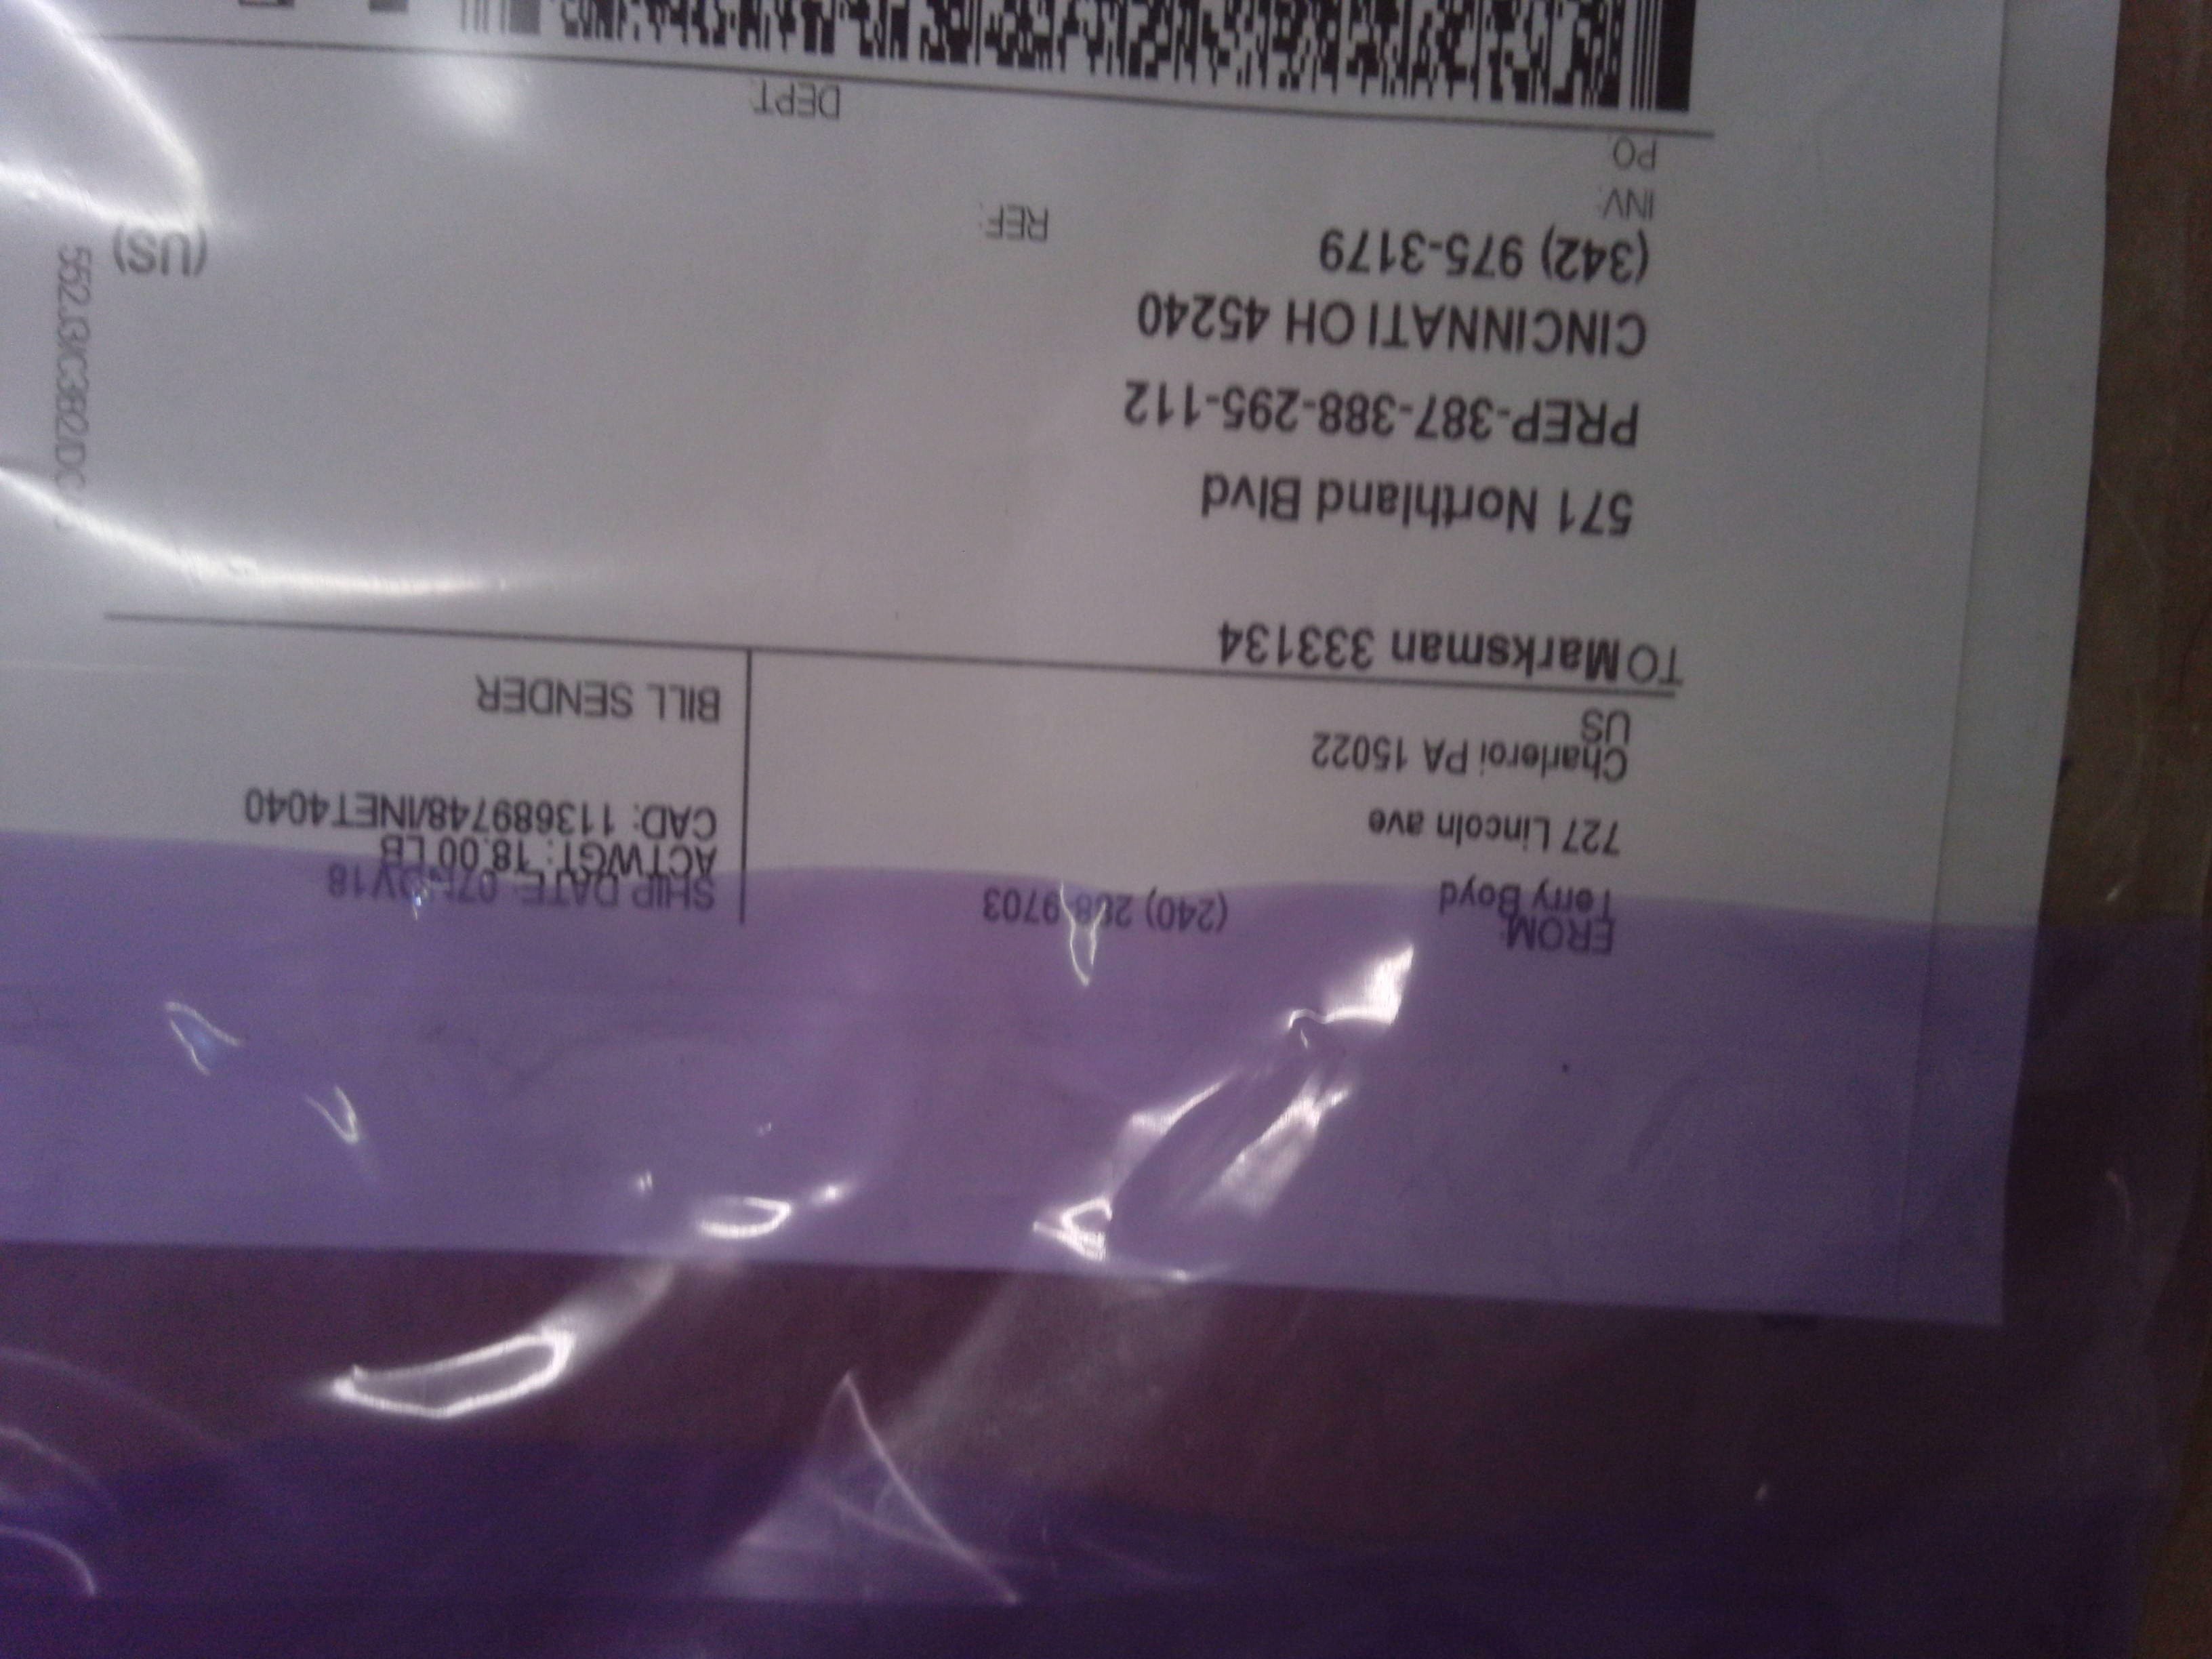 FROM:
Terry Boyd
727 Lincoln ave
Charleroi PA 15022
US
(240)
SHIP DATE: 07NOV18
ACTWGT: 18.00 LB
CAD: 113689748/INET4040
BILL SENDER
TO Marksman 333134
571 Northland Blvd
PREP-387-388-295-112
CINCINNATI OH 45240
(342) 975-3179
INV:
PO:
REF:
DEPT:
(US)